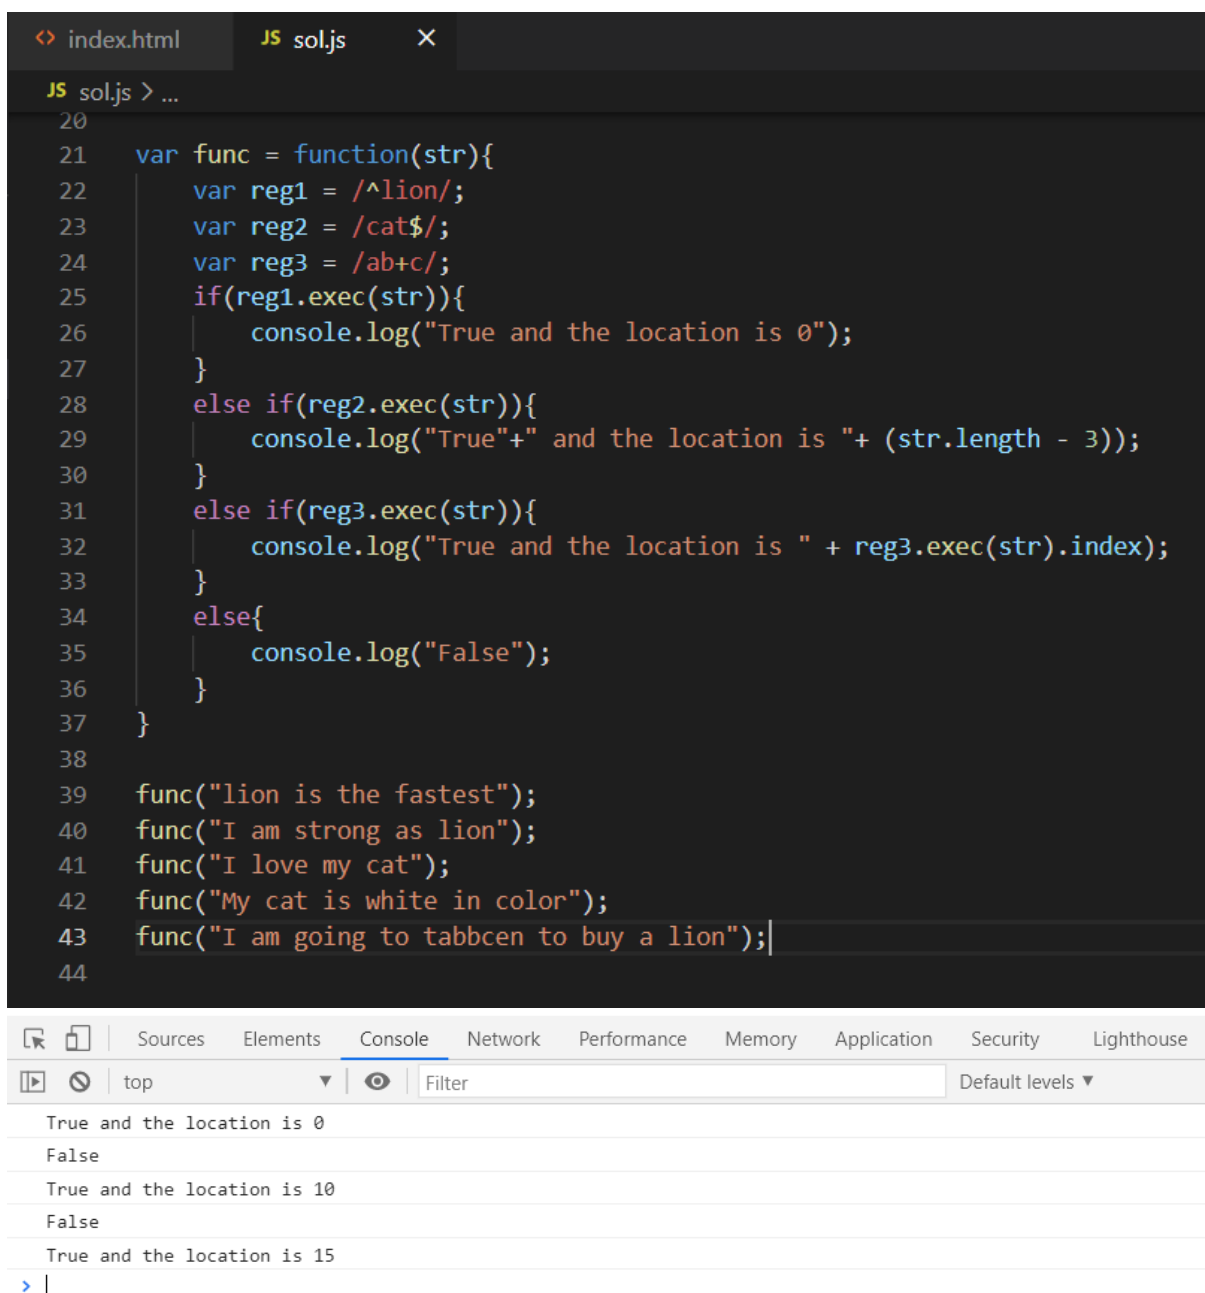 index.html JS sol.js ×
JS sol.js > ...
20
21 var func = function(str){
22     var reg1 = /^lion/;
23     var reg2 = /cat$/;
24     var reg3 = /ab+c/;
25     if(reg1.exec(str)){
26         console.log("True and the location is 0");
27     }
28     else if(reg2.exec(str)){
29         console.log("True"+" and the location is "+ (str.length - 3));
30     }
31     else if(reg3.exec(str)){
32         console.log("True and the location is " + reg3.exec(str).index);
33     }
34     else{
35         console.log("False");
36     }
37 }
38
39 func("lion is the fastest");
40 func("I am strong as lion");
41 func("I love my cat");
42 func("My cat is white in color");
43 func("I am going to tabbcen to buy a lion");
44
Sources Elements Console Network Performance Memory Application Security Lighthouse
top Filter Default levels
True and the location is 0
False
True and the location is 10
False
True and the location is 15
>